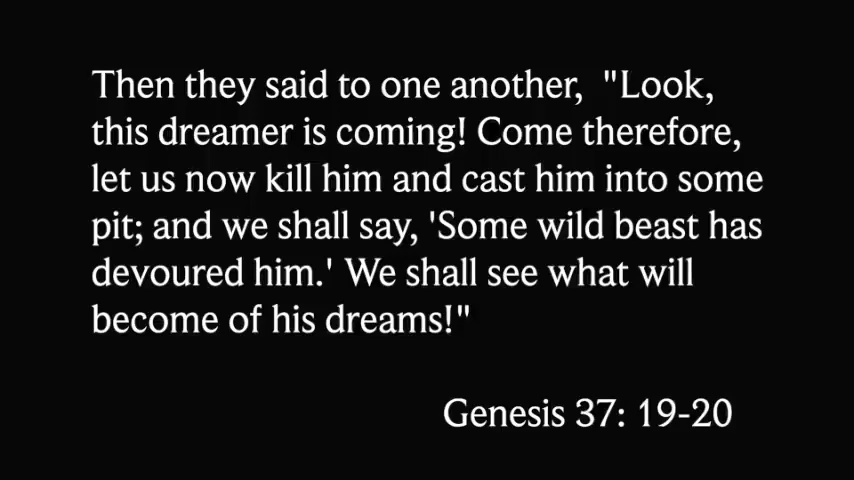 Then they said to one another,  "Look,
this dreamer is coming! Come therefore,
let us now kill him and cast him into some
pit; and we shall say, 'Some wild beast has
devoured him.' We shall see what will
become of his dreams!"
Genesis 37: 19-20